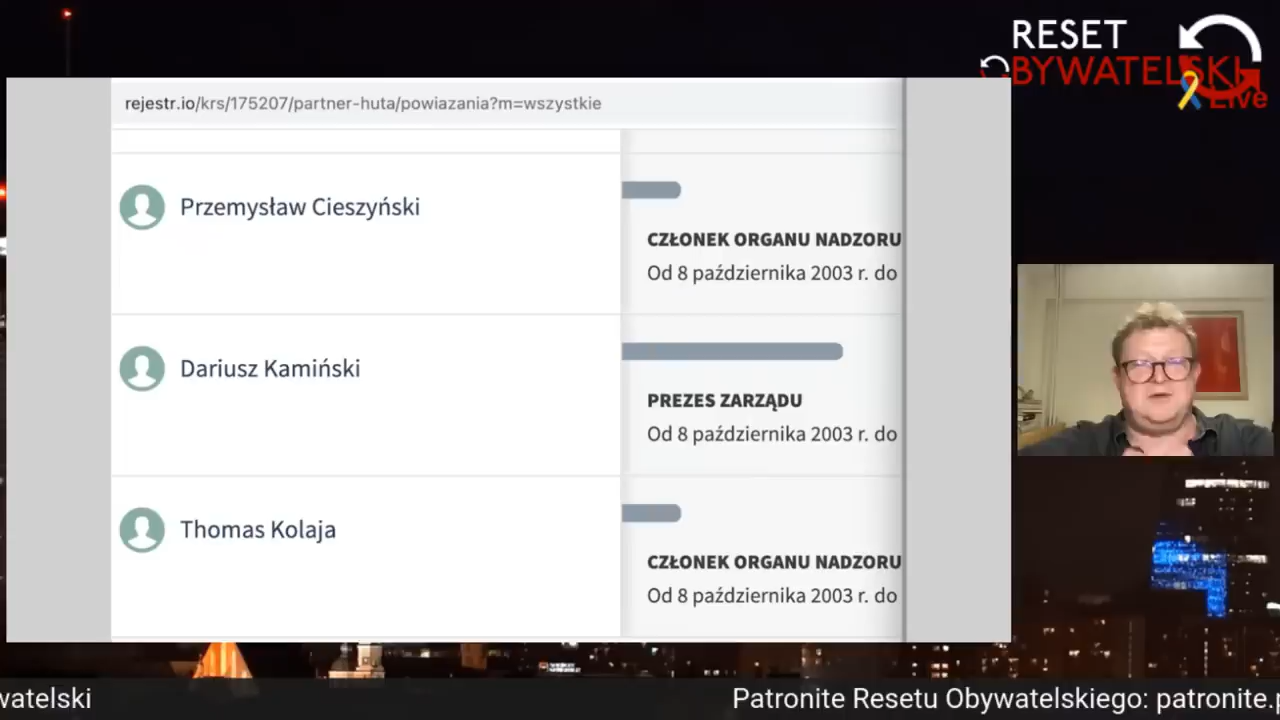 RESET
OBYWATELSKI
Live
rejestr.io/krs/175207/partner-huta/powiazania?m=wszystkie
Przemysław Cieszyński
CZŁONEK ORGANU NADZORU
Od 8 października 2003 r. do
Dariusz Kamiński
PREZES ZARZĄDU
Od 8 października 2003 r. do
Thomas Kolaja
CZŁONEK ORGANU NADZORU
Od 8 października 2003 r. do
watelski
Patronite Resetu Obywatelskiego: patronite.p